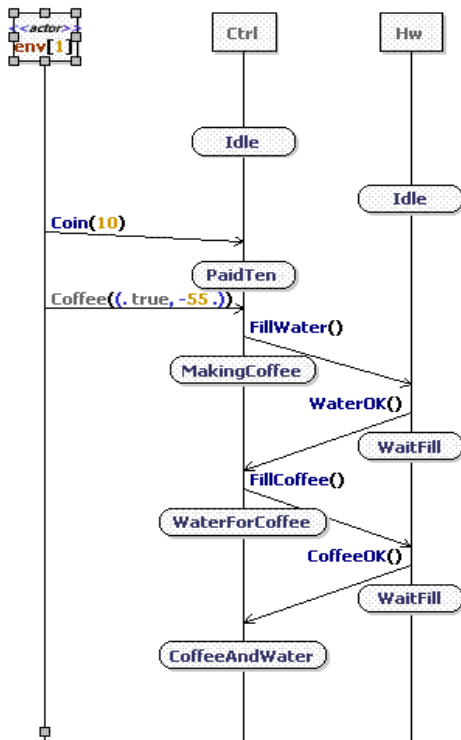 <<actor>>
env[1]
Ctrl
Hw
Idle
Idle
Coin(10)
PaidTen
Coffee((. true, -55 .))
FillWater()
MakingCoffee
WaterOK()
WaitFill
FillCoffee()
WaterForCoffee
CoffeeOK()
WaitFill
CoffeeAndWater